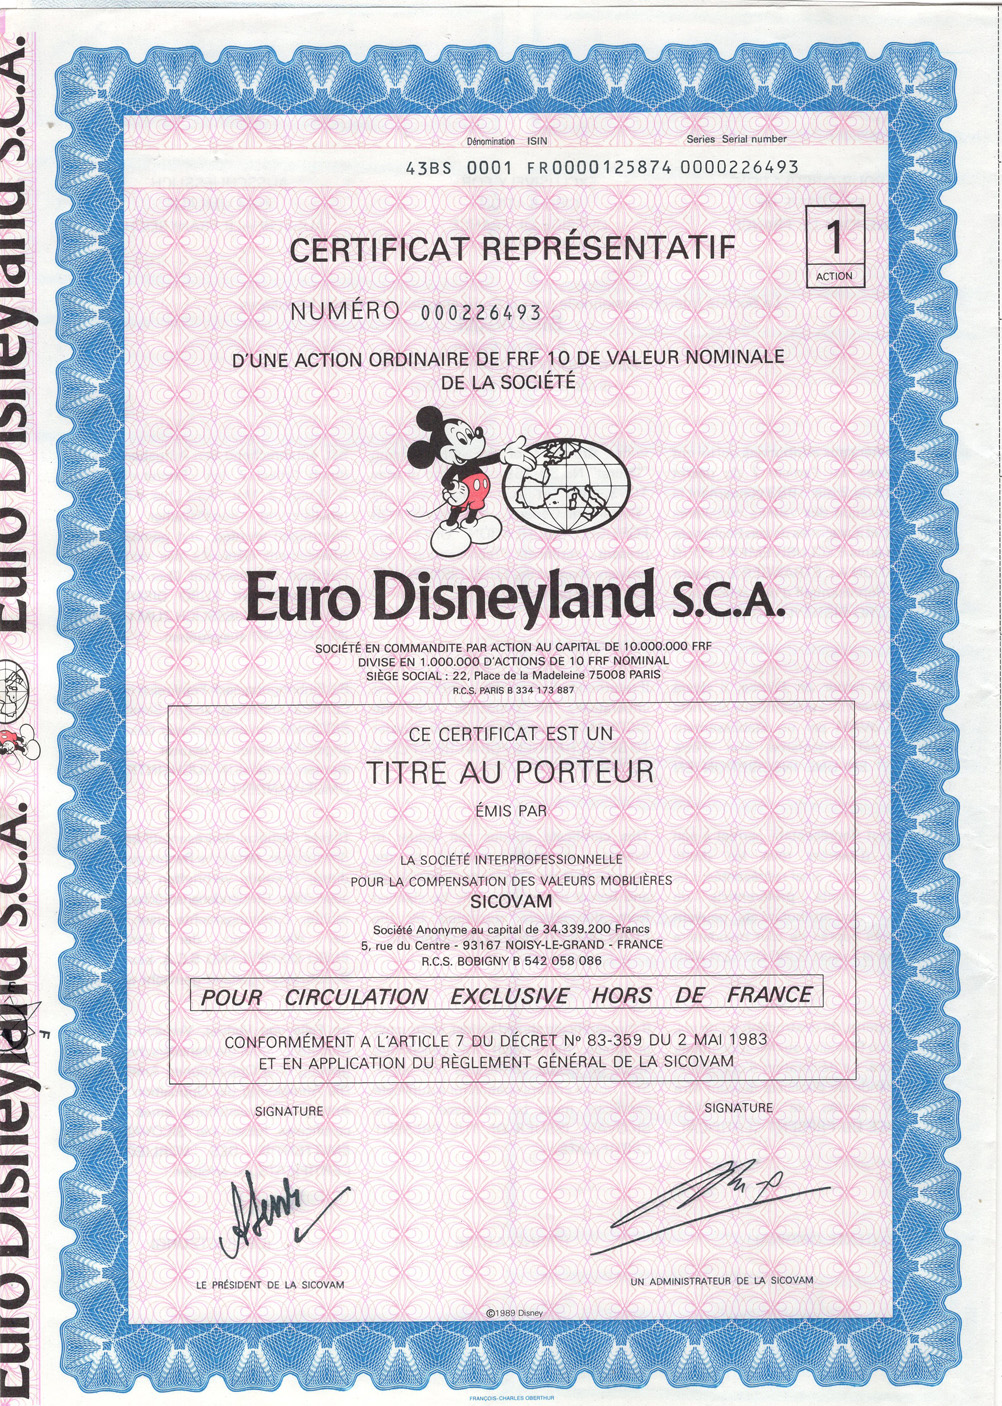 Dénomination ISIN Series Serial number
43BS 0001 FR0000125874 0000226493
1
ACTION
CERTIFICAT REPRÉSENTATIF
NUMÉRO 000226493
D'UNE ACTION ORDINAIRE DE FRF 10 DE VALEUR NOMINALE
DE LA SOCIÉTÉ
Euro Disneyland S.C.A.
SOCIÉTÉ EN COMMANDITE PAR ACTION AU CAPITAL DE 10.000.000 FRF
DIVISE EN 1.000.000 D'ACTIONS DE 10 FRF NOMINAL
SIÈGE SOCIAL : 22, Place de la Madeleine 75008 PARIS
R.C.S. PARIS B 334 173 887
CE CERTIFICAT EST UN
TITRE AU PORTEUR
ÉMIS PAR
LA SOCIÉTÉ INTERPROFESSIONNELLE
POUR LA COMPENSATION DES VALEURS MOBILIÈRES
SICOVAM
Société Anonyme au capital de 34.339.200 Francs
5, rue du Centre - 93167 NOISY-LE-GRAND - FRANCE
R.C.S. BOBIGNY B 542 058 086
POUR CIRCULATION EXCLUSIVE HORS DE FRANCE
CONFORMÉMENT A L'ARTICLE 7 DU DÉCRET Nº 83-359 DU 2 MAI 1983
ET EN APPLICATION DU RÈGLEMENT GÉNÉRAL DE LA SICOVAM
SIGNATURE SIGNATURE
LE PRÉSIDENT DE LA SICOVAM UN ADMINISTRATEUR DE LA SICOVAM
©1989 Disney
FRANÇOIS-CHARLES OBERTHUR
Euro Disneyland S.C.A.
Euro Disneyland S.C.A.
F